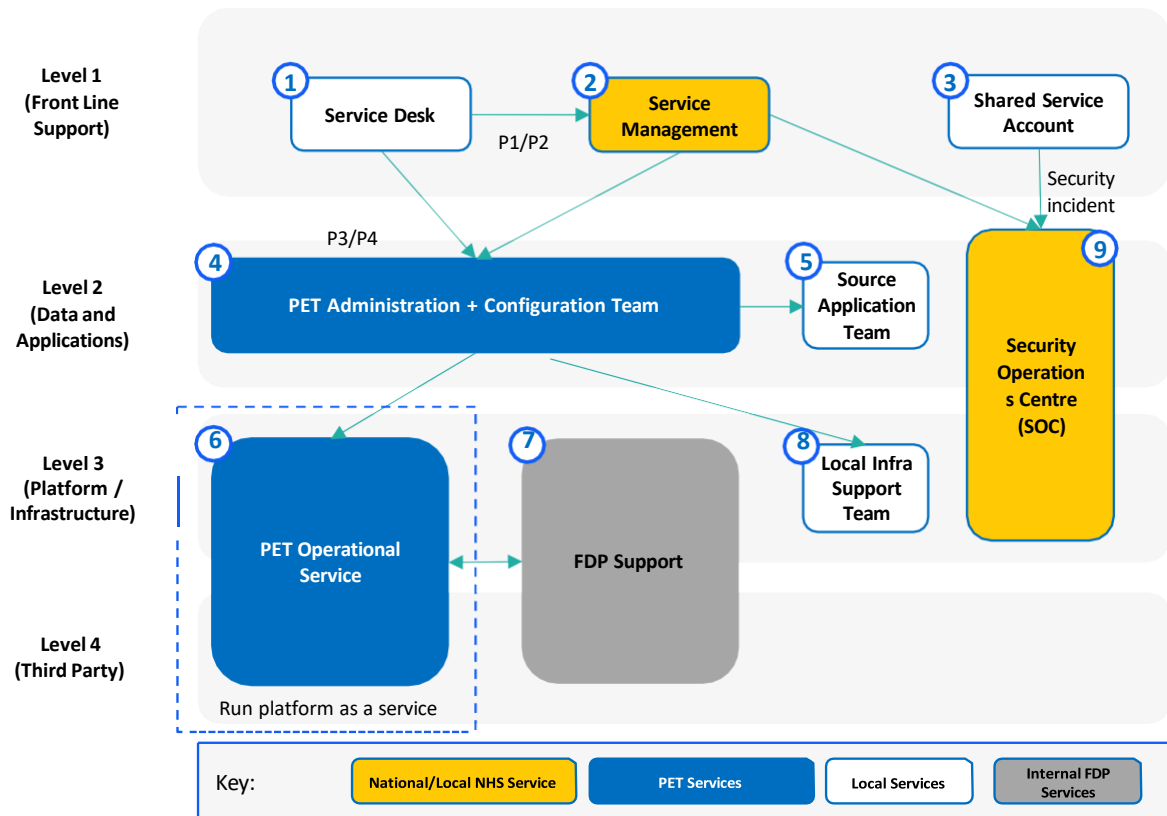 Level 1
(Front Line
Support)
1
Service Desk
P1/P2
2
Service
Management
3
Shared Service
Account
Security
incident
P3/P4
Level 2
(Data and
Applications)
4
PET Administration + Configuration Team
5
Source
Application
Team
9
Security
Operation
s Centre
(SOC)
Level 3
(Platform /
Infrastructure)
6
PET Operational
Service
7
FDP Support
8
Local Infra
Support
Team
Level 4
(Third Party)
Run platform as a service
Key:
National/Local NHS Service
PET Services
Local Services
Internal FDP
Services